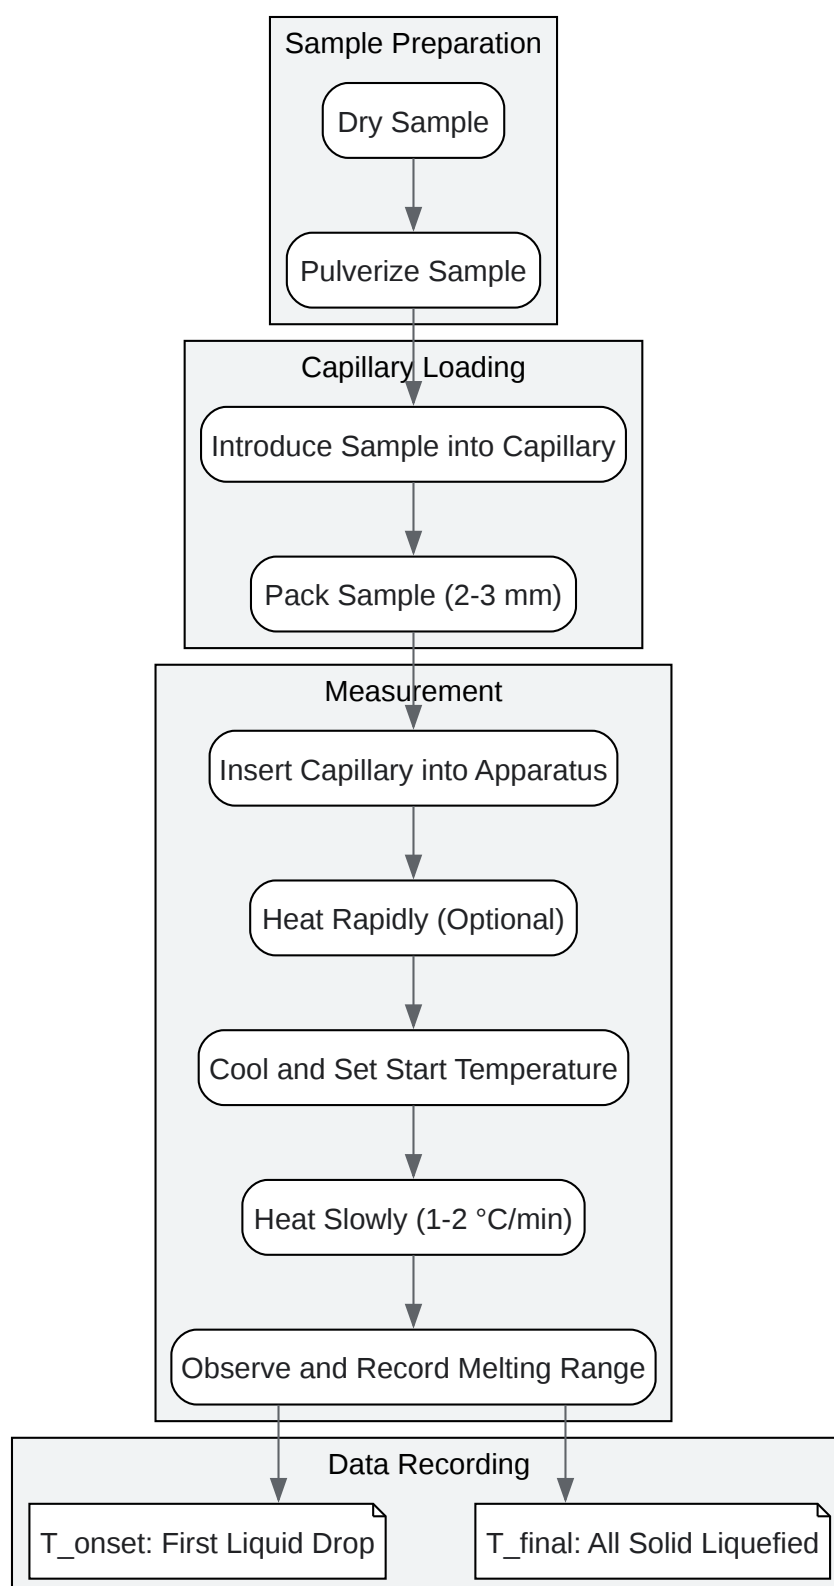 Sample Preparation
Dry Sample
Pulverize Sample
Capillary Loading
Introduce Sample into Capillary
Pack Sample (2-3 mm)
Measurement
Insert Capillary into Apparatus
Heat Rapidly (Optional)
Cool and Set Start Temperature
Heat Slowly (1-2 °C/min)
Observe and Record Melting Range
Data Recording
T_onset: First Liquid Drop
T_final: All Solid Liquefied